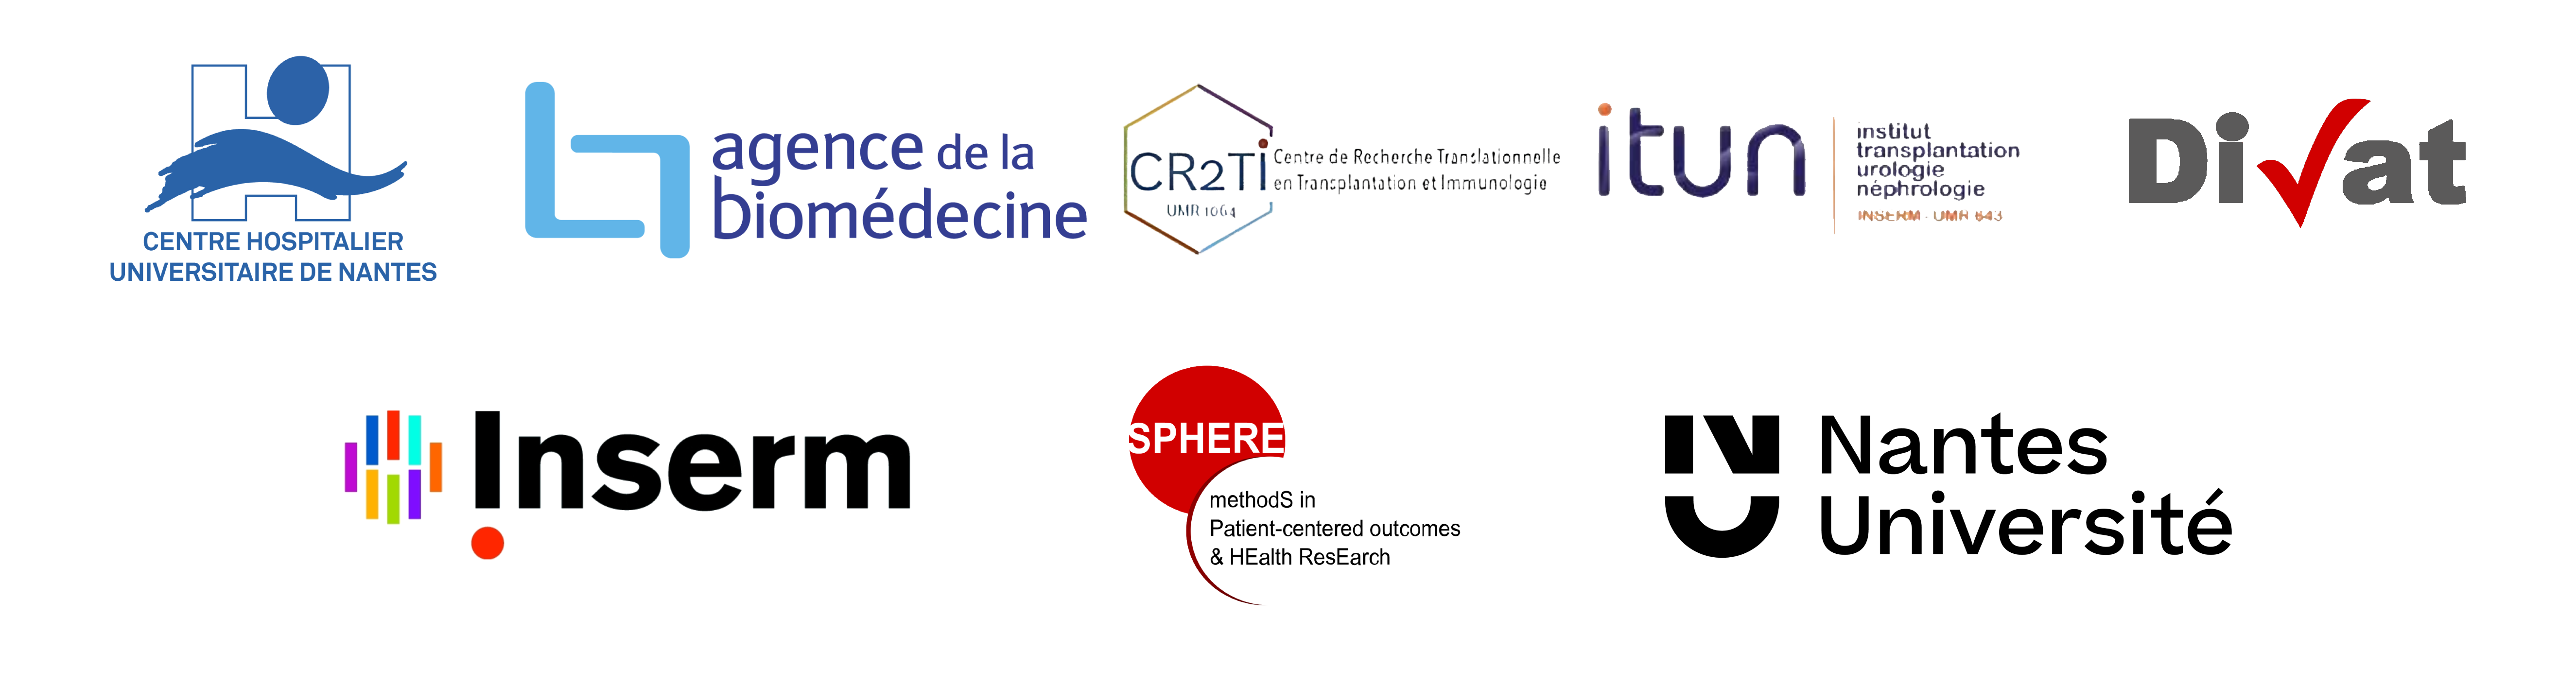 CENTRE HOSPITALIER
UNIVERSITAIRE DE NANTES
agence de la
biomédecine
CR2Ti
UMR 1064
Centre de Recherche Translationnelle
en Transplantation et Immunologie
itun
institut
transplantation
urologie
néphrologie
INSERM - UMR 643
Divat
Inserm
SPHERE
methodS in
Patient-centered outcomes
& HEalth ResEarch
Nantes
Université